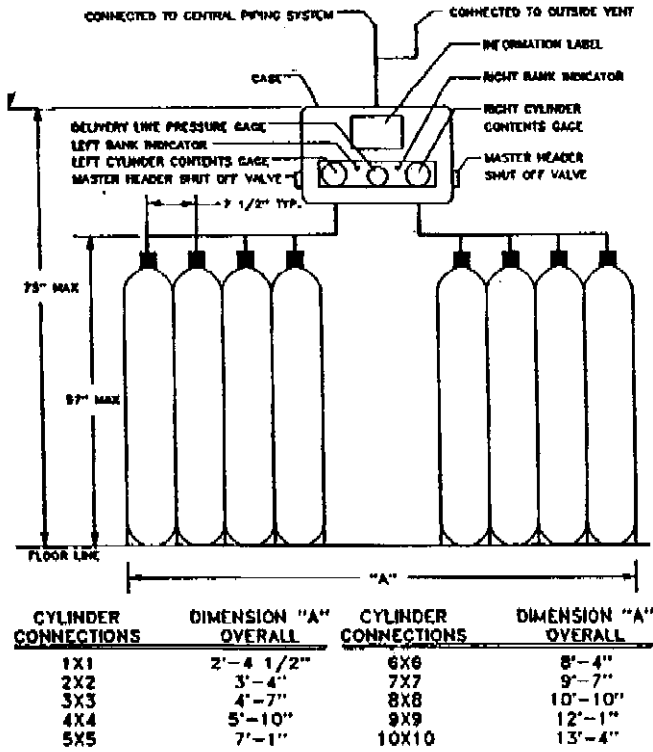 CONNECTED TO CENTRAL PIPING SYSTEM
CONNECTED TO OUTSIDE VENT
INFORMATION LABEL
CASE
RIGHT BANK INDICATOR
RIGHT CYLINDER
CONTENTS GAGE
DELIVERY LINE PRESSURE GAGE
LEFT BANK INDICATOR
LEFT CYLINDER CONTENTS GAGE
MASTER HEADER SHUT OFF VALVE
MASTER HEADER
SHUT OFF VALVE
1/2" TYP.
MAX
MAX
FLOOR LINE
"A"
CYLINDER CONNECTIONS DIMENSION "A" OVERALL CYLINDER CONNECTIONS DIMENSION "A" OVERALL
1X1 2'-4 1/2" 6X6 8'-4"
2X2 3'-4" 7X7 9'-7"
3X3 4'-7" 8X8 10'-10"
4X4 5'-10" 9X9 12'-1"
5X5 7'-1" 10X10 13'-4"